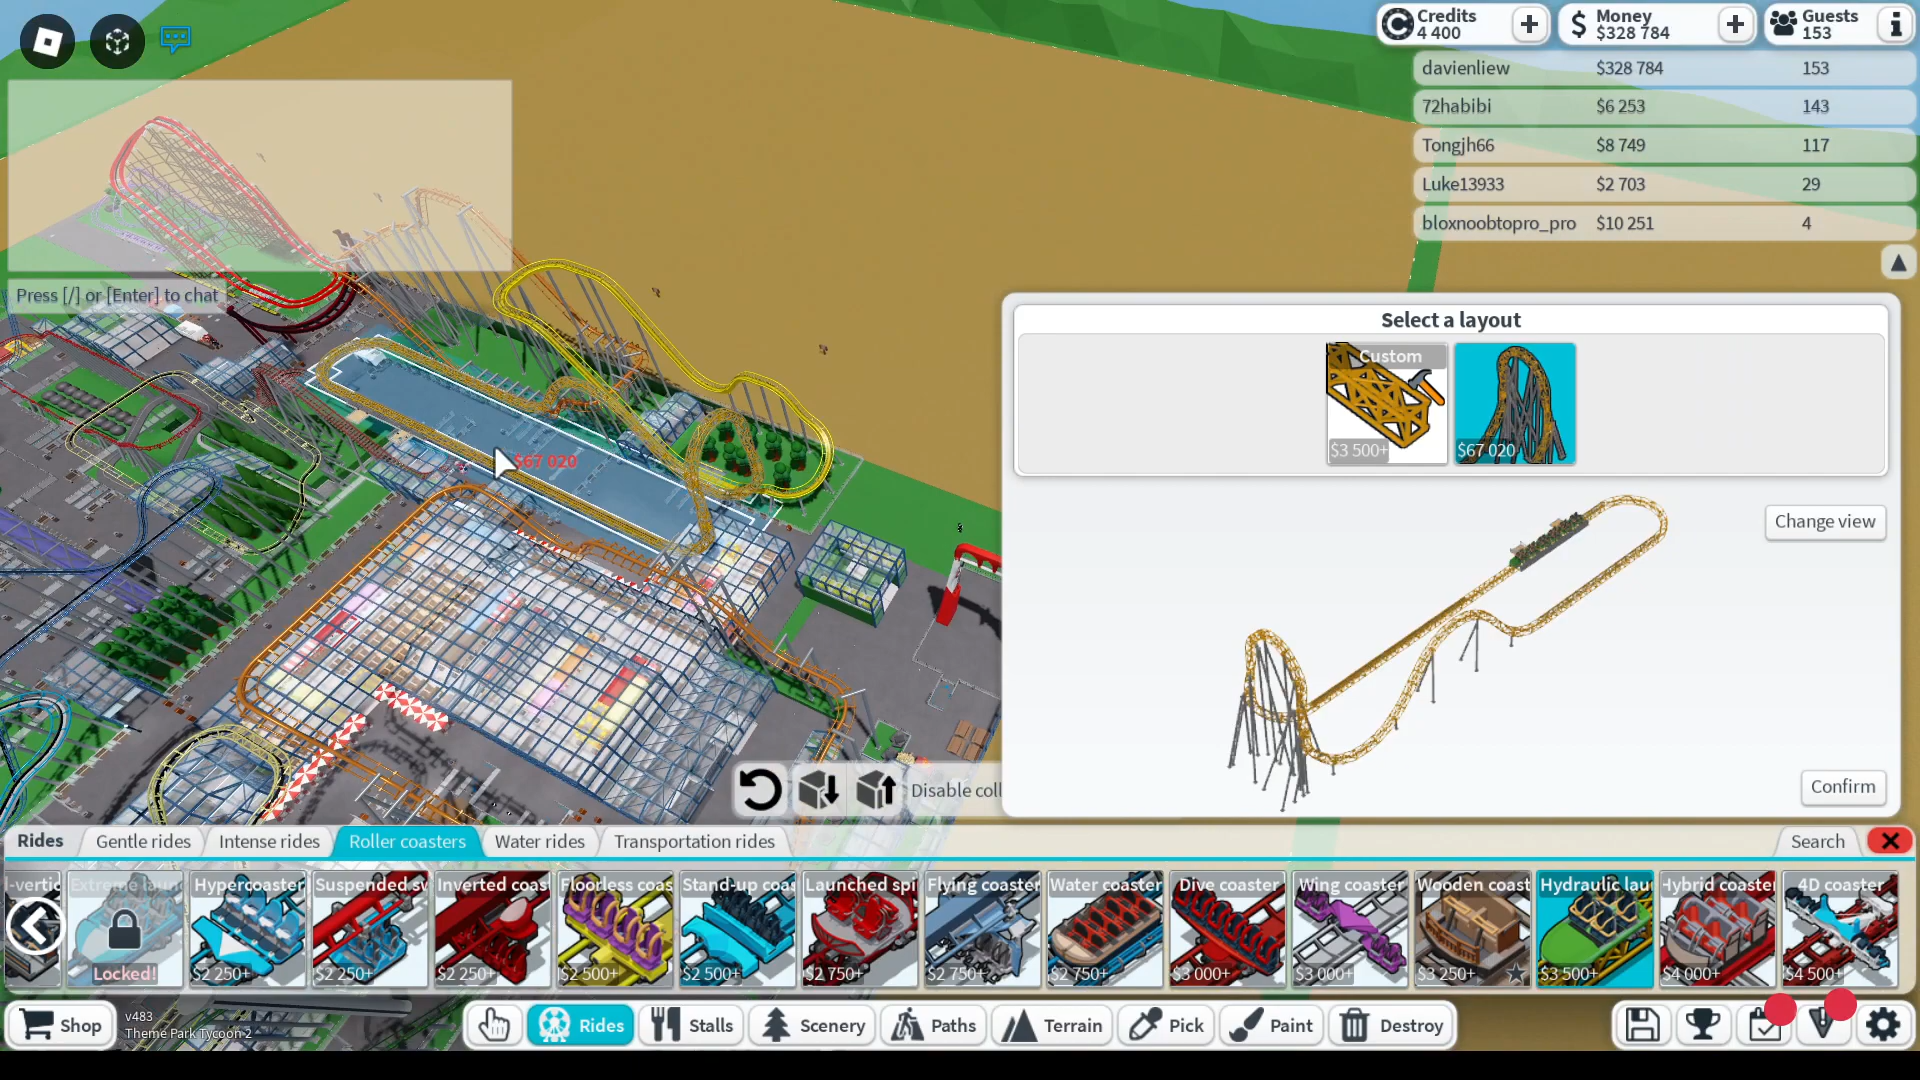 Credits
4 400
Money
$328 784
Guests
153
davienliew $328 784 153
72habibi $6 253 143
Tongjh66 $8 749 117
Luke13933 $2 703 29
bloxnoobtopro_pro $10 251 4
Press [/] or [Enter] to chat
$67 020
Select a layout
Custom
$3 500+
$67 020
Change view
Confirm
Disable coll
Rides
Gentle rides
Intense rides
Roller coasters
Water rides
Transportation rides
Search
l-vertic
Extreme laun
Locked!
Hypercoaster
$2 250+
Suspended sw
$2 250+
Inverted coas
$2 250+
Floorless coas
$2 500+
Stand-up coas
$2 500+
Launched spi
$2 750+
Flying coaster
$2 750+
Water coaster
$2 750+
Dive coaster
$3 000+
Wing coaster
$3 000+
Wooden coast
$3 250+
Hydraulic lau
$3 500+
Hybrid coaster
$4 000+
4D coaster
$4 500+
Shop
v483
Theme Park Tycoon 2
Rides
Stalls
Scenery
Paths
Terrain
Pick
Paint
Destroy